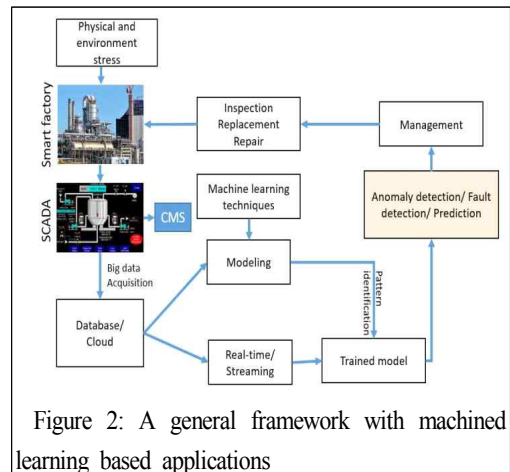 Physical and
environment
stress
Smart factory
Inspection
Replacement
Repair
Management
SCADA
CMS
Machine learning
techniques
Anomaly detection/ Fault
detection/ Prediction
Big data
Acquisition
Modeling
Pattern
identification
Database/
Cloud
Real-time/
Streaming
Trained model
Figure 2: A general framework with machined
learning based applications